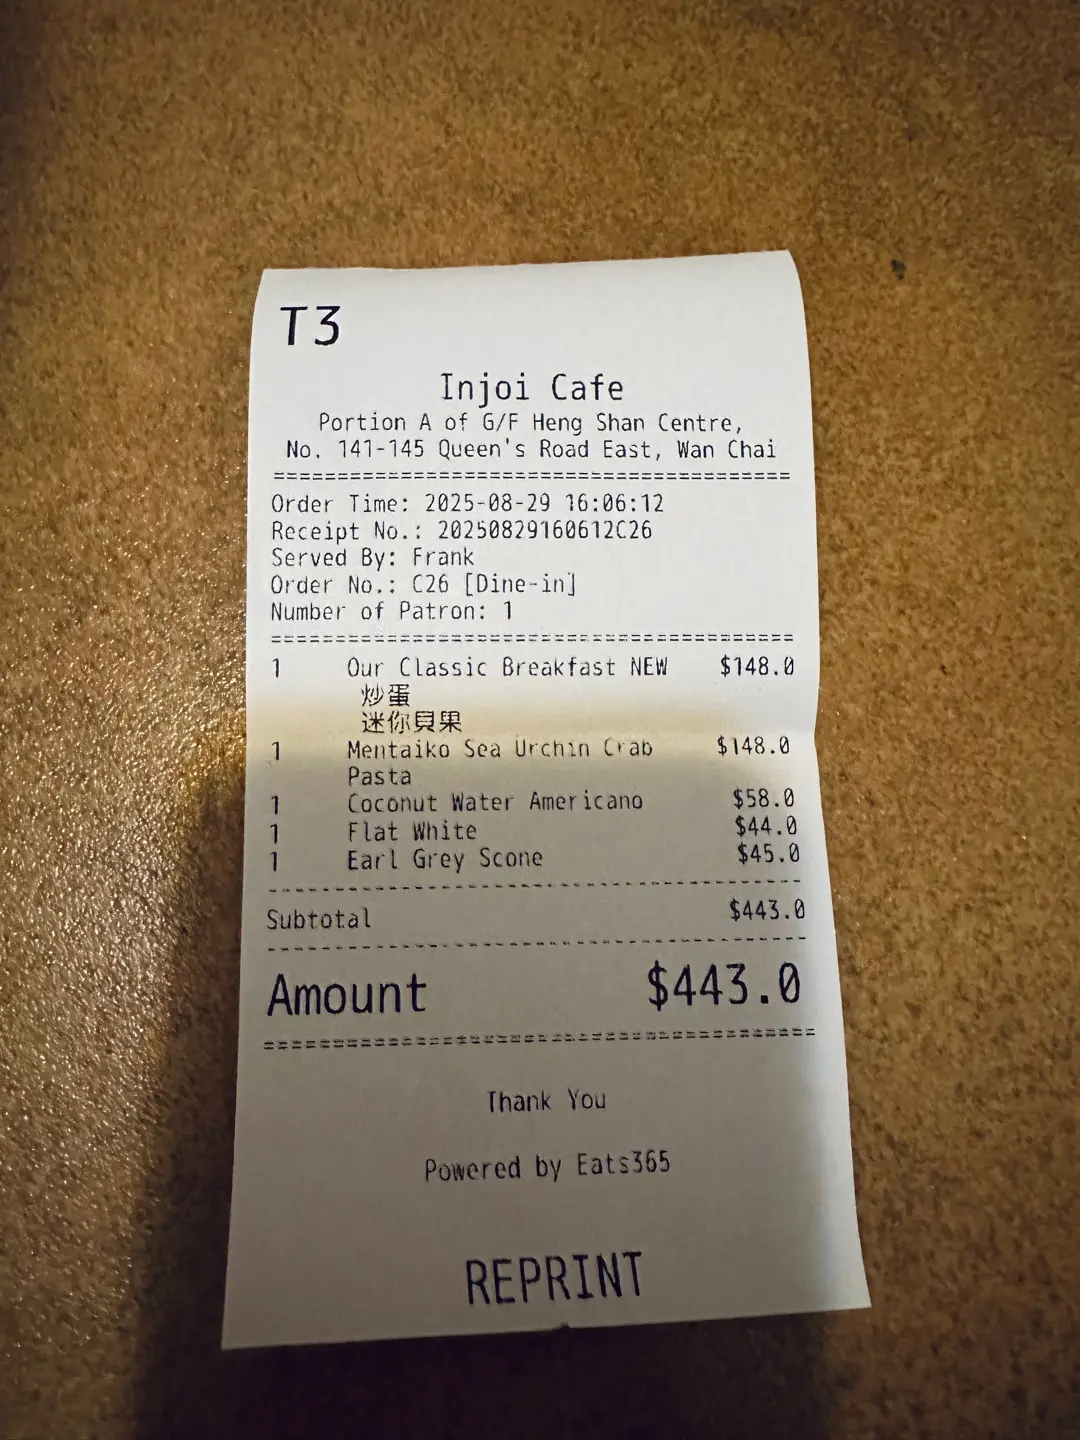 T3
Injoi Cafe
Portion A of G/F Heng Shan Centre,
No. 141-145 Queen's Road East, Wan Chai
=========================================
Order Time: 2025-08-29 16:06:12
Receipt No.: 20250829160612C26
Served By: Frank
Order No.: C26 [Dine-in]
Number of Patron: 1
=========================================
1 Our Classic Breakfast NEW $148.0
炒蛋
迷你貝果
1 Mentaiko Sea Urchin Crab $148.0
Pasta
1 Coconut Water Americano $58.0
1 Flat White $44.0
1 Earl Grey Scone $45.0
-----------------------------------------
Subtotal $443.0
-----------------------------------------
Amount $443.0
=========================================
Thank You
Powered by Eats365
REPRINT